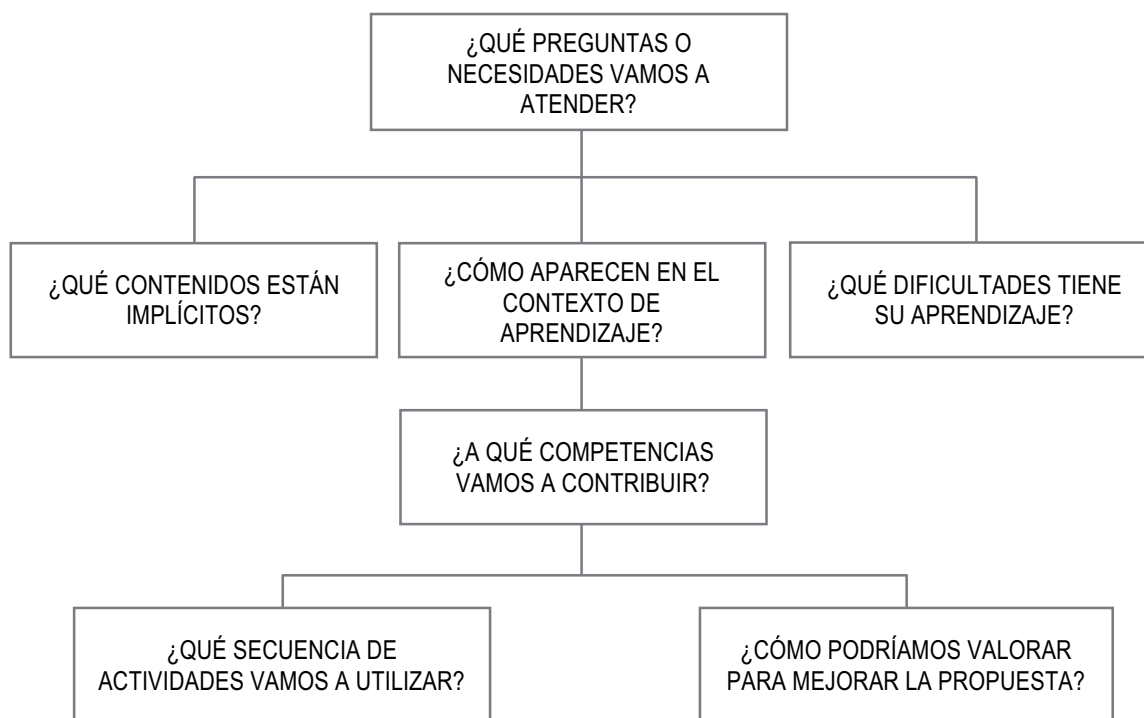 ¿QUÉ PREGUNTAS O
NECESIDADES VAMOS A
ATENDER?
¿QUÉ CONTENIDOS ESTÁN
IMPLÍCITOS?
¿CÓMO APARECEN EN EL
CONTEXTO DE
APRENDIZAJE?
¿QUÉ DIFICULTADES TIENE
SU APRENDIZAJE?
¿A QUÉ COMPETENCIAS
VAMOS A CONTRIBUIR?
¿QUÉ SECUENCIA DE
ACTIVIDADES VAMOS A UTILIZAR?
¿CÓMO PODRÍAMOS VALORAR
PARA MEJORAR LA PROPUESTA?